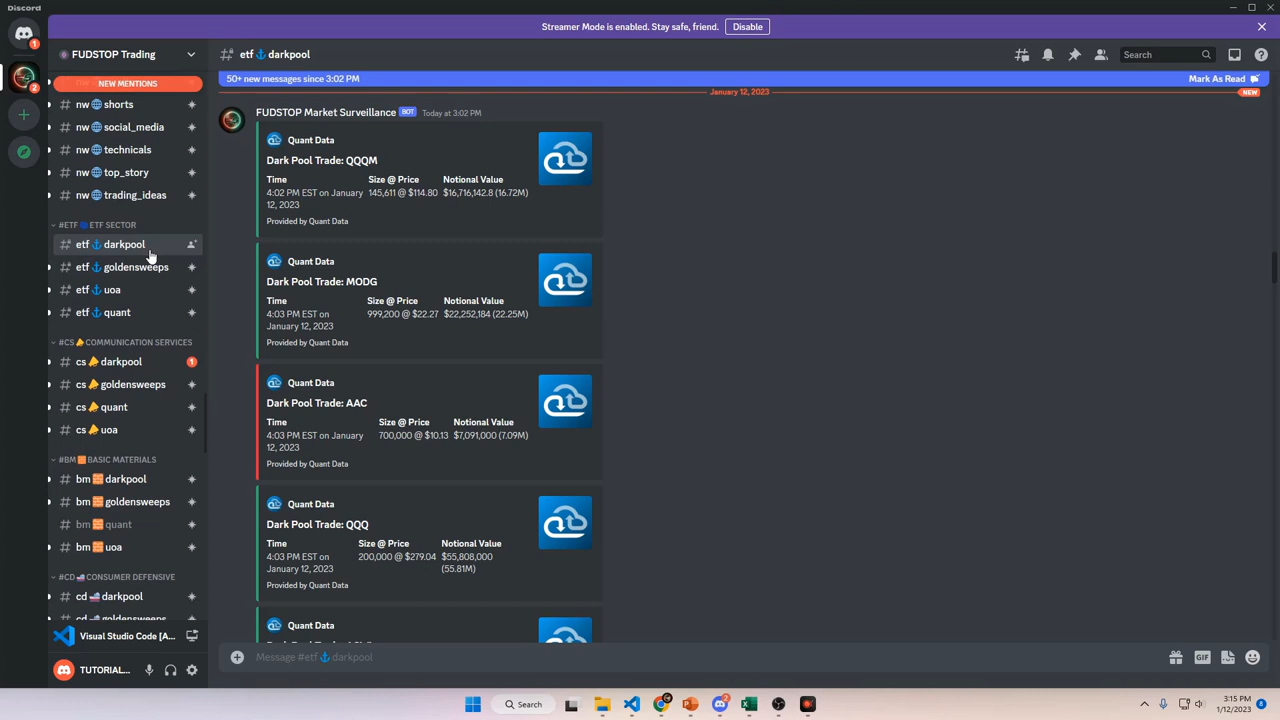 Discord
Streamer Mode is enabled. Stay safe, friend.
Disable
FUDSTOP Trading
etf darkpool
Search
NEW MENTIONS
nw shorts
nw social_media
nw technicals
nw top_story
nw trading_ideas
#ETF ETF SECTOR
etf darkpool
etf goldensweeps
etf uoa
etf quant
#CS COMMUNICATION SERVICES
cs darkpool
1
cs goldensweeps
cs quant
cs uoa
#BM BASIC MATERIALS
bm darkpool
bm goldensweeps
bm quant
bm uoa
#CD CONSUMER DEFENSIVE
cd darkpool
cd goldensweeps
Visual Studio Code [A...
TUTORIAL...
1
2
50+ new messages since 3:02 PM
Mark As Read
January 12, 2023
NEW
FUDSTOP Market Surveillance BOT Today at 3:02 PM
Quant Data
Dark Pool Trade: QQQM
Time Size @ Price Notional Value
4:02 PM EST on January 145,611 @ $114.80 $16,716,142.8 (16.72M)
12, 2023
Provided by Quant Data
Quant Data
Dark Pool Trade: MODG
Time Size @ Price Notional Value
4:03 PM EST on 999,200 @ $22.27 $22,252,184 (22.25M)
January 12, 2023
Provided by Quant Data
Quant Data
Dark Pool Trade: AAC
Time Size @ Price Notional Value
4:03 PM EST on January 700,000 @ $10.13 $7,091,000 (7.09M)
12, 2023
Provided by Quant Data
Quant Data
Dark Pool Trade: QQQ
Time Size @ Price Notional Value
4:03 PM EST on 200,000 @ $279.04 $55,808,000
January 12, 2023 (55.81M)
Provided by Quant Data
Quant Data
Message #etf darkpool
GIF
Search
3:15 PM
1/12/2023